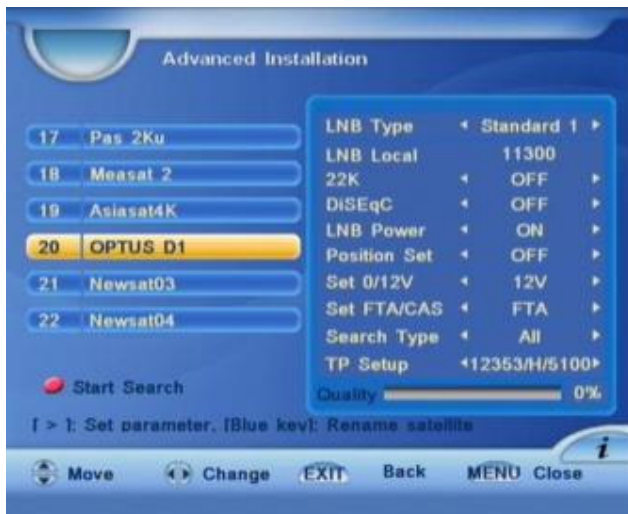 Advanced Installation
17 Pas 2Ku
18 Measat 2
19 Asiasat4K
20 OPTUS D1
21 Newsat03
22 Newsat04
LNB Type Standard 1
LNB Local 11300
22K OFF
DiSEqC OFF
LNB Power ON
Position Set OFF
Set 0/12V 12V
Set FTA/CAS FTA
Search Type All
TP Setup 12353/H/5100
Quality 0%
Start Search
[ > ]: Set parameter, [Blue key]: Rename satellite
i
Move Change EXIT Back MENU Close